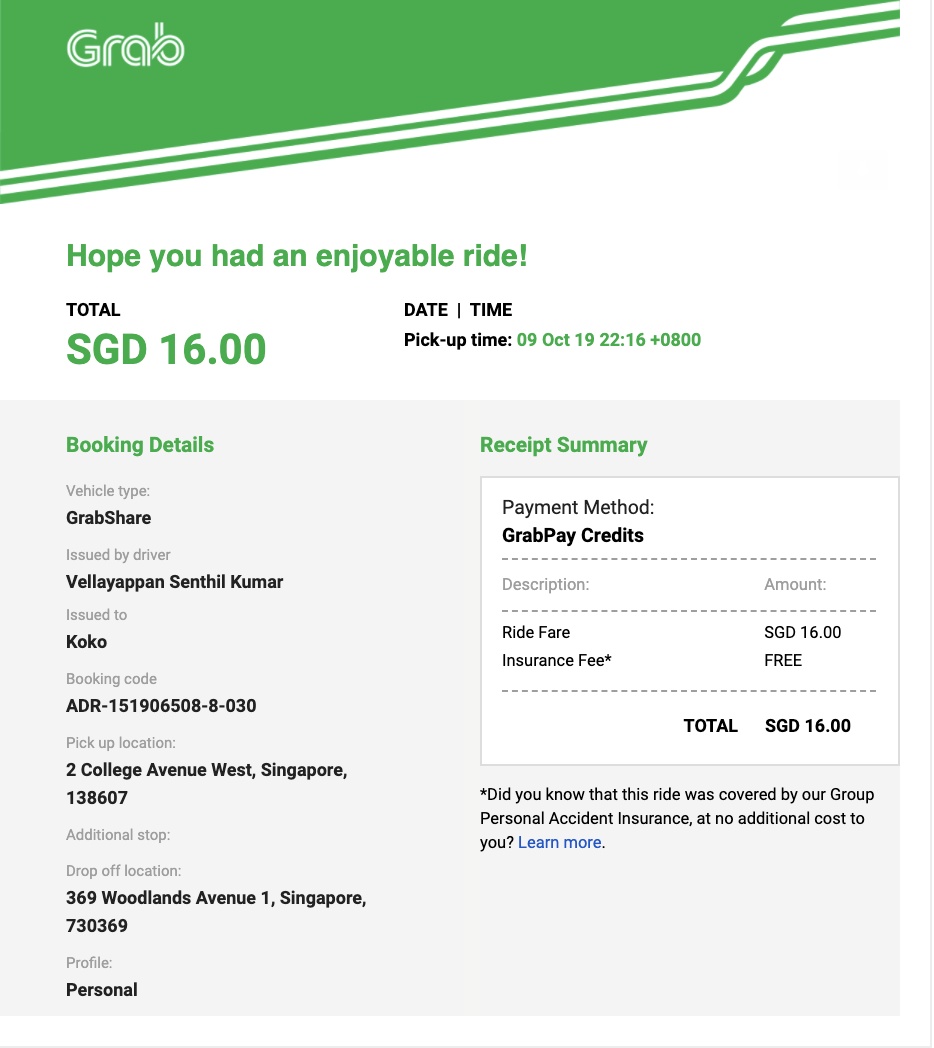 Grab
Hope you had an enjoyable ride!
TOTAL
SGD 16.00
DATE | TIME
Pick-up time: 09 Oct 19 22:16 +0800
Booking Details
Vehicle type:
GrabShare
Issued by driver
Vellayappan Senthil Kumar
Issued to
Koko
Booking code
ADR-151906508-8-030
Pick up location:
2 College Avenue West, Singapore,
138607
Additional stop:
Drop off location:
369 Woodlands Avenue 1, Singapore,
730369
Profile:
Personal
Receipt Summary
Payment Method:
GrabPay Credits
Description: Amount:
Ride Fare SGD 16.00
Insurance Fee* FREE
TOTAL SGD 16.00
*Did you know that this ride was covered by our Group
Personal Accident Insurance, at no additional cost to
you? Learn more.